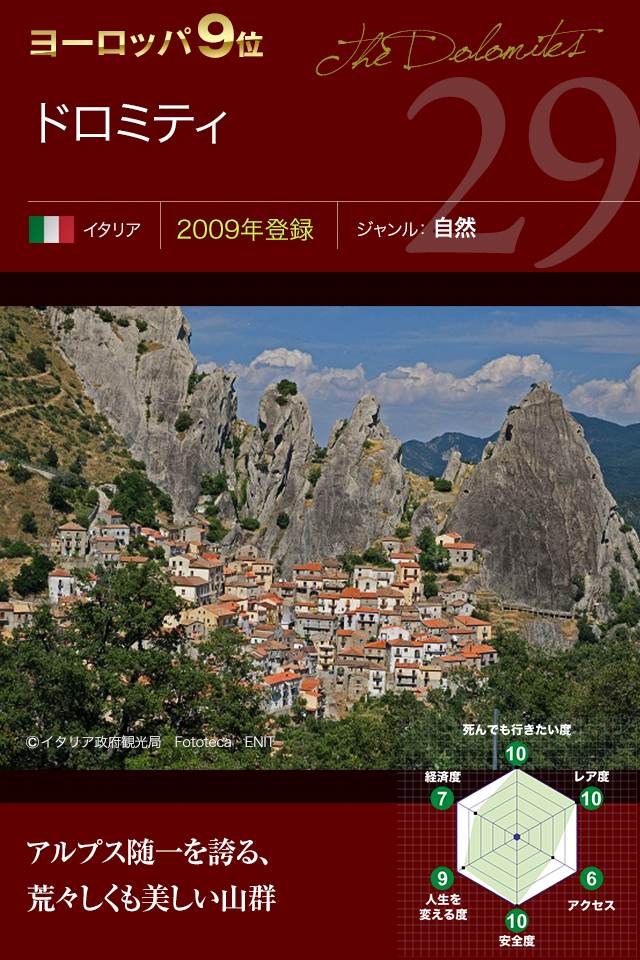 ヨーロッパ9位
The Dolomites
29
ドロミティ
イタリア
2009年登録
ジャンル: 自然
©イタリア政府観光局 Fototeca ENIT
死んでも行きたい度
10
経済度
7
レア度
10
9
人生を
変える度
6
アクセス
10
安全度
アルプス随一を誇る、
荒々しくも美しい山群